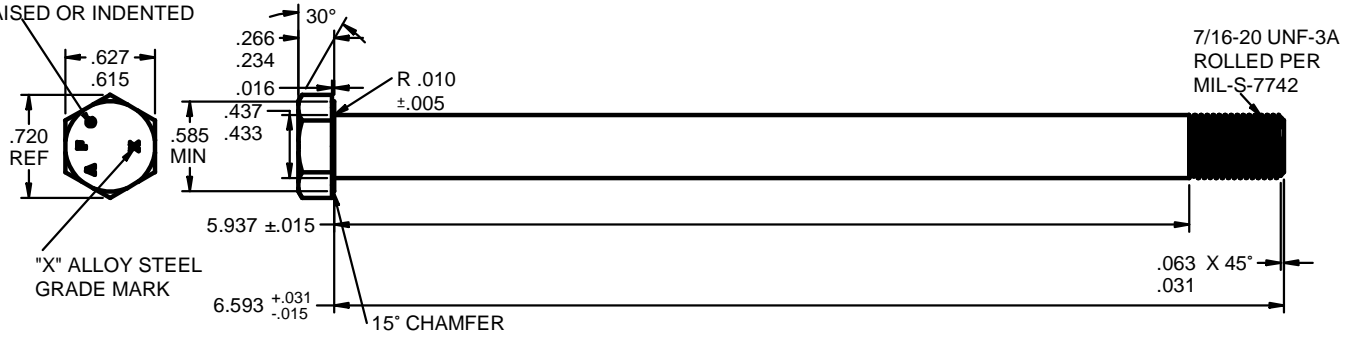 OR INDENTED
30°
.266
.234
.627
.615
.016
R .010
±.005
7/16-20 UNF-3A
ROLLED PER
MIL-S-7742
.437
.433
.720
REF
.585
MIN
F
X
A
5.937 ±.015
"X" ALLOY STEEL
GRADE MARK
.063 X 45°
.031
6.593 +.031
-.015
15° CHAMFER